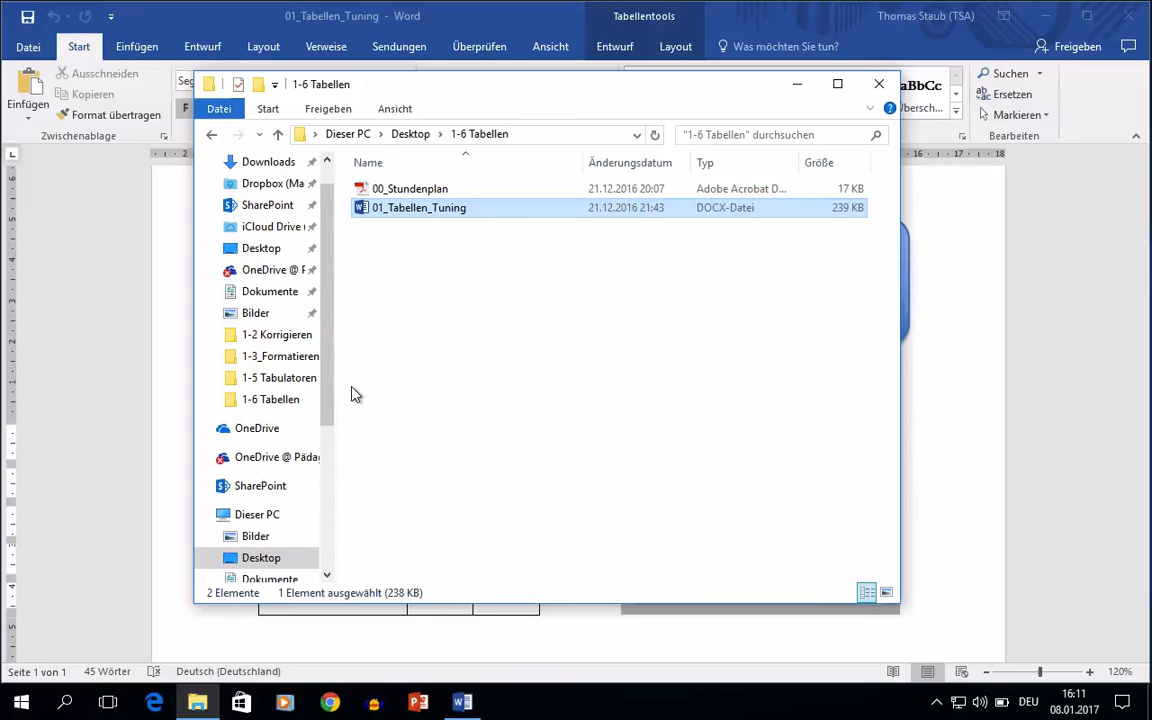 01_Tabellen_Tuning - Word
Tabellentools
Thomas Staub (TSA)
Datei Start Einfügen Entwurf Layout Verweise Sendungen Überprüfen Ansicht Entwurf Layout Was möchten Sie tun? Freigeben
Einfügen
Ausschneiden
Kopieren
Format übertragen
Zwischenablage
F
Suchen
Ersetzen
Markieren
Bearbeiten
1-6 Tabellen
Datei Start Freigeben Ansicht
Dieser PC Desktop 1-6 Tabellen
"1-6 Tabellen" durchsuchen
Name Änderungsdatum Typ Größe
00_Stundenplan 21.12.2016 20:07 Adobe Acrobat D... 17 KB
01_Tabellen_Tuning 21.12.2016 21:43 DOCX-Datei 239 KB
Downloads
Dropbox (Ma
SharePoint
iCloud Drive (
Desktop
OneDrive @ P
Dokumente
Bilder
1-2 Korrigieren
1-3_Formatieren
1-5 Tabulatoren
1-6 Tabellen
OneDrive
OneDrive @ Päda
SharePoint
Dieser PC
Bilder
Desktop
Dokumente
2 Elemente 1 Element ausgewählt (238 KB)
16 17 18
Seite 1 von 1 45 Wörter Deutsch (Deutschland) 120%
DEU
16:11
08.01.2017